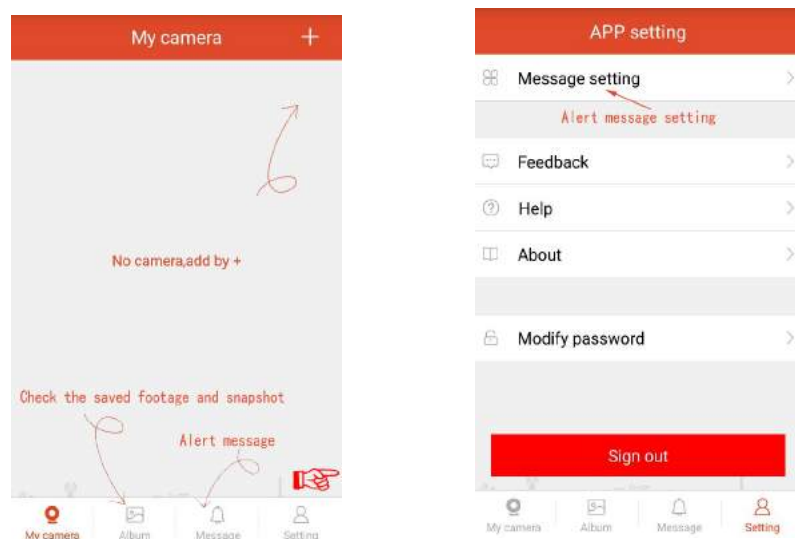 My camera +
No camera,add by +
Check the saved footage and snapshot
Alert message
My camera Album Message Setting
APP setting
Message setting
Alert message setting
Feedback
Help
About
Modify password
Sign out
My camera Album Message Setting